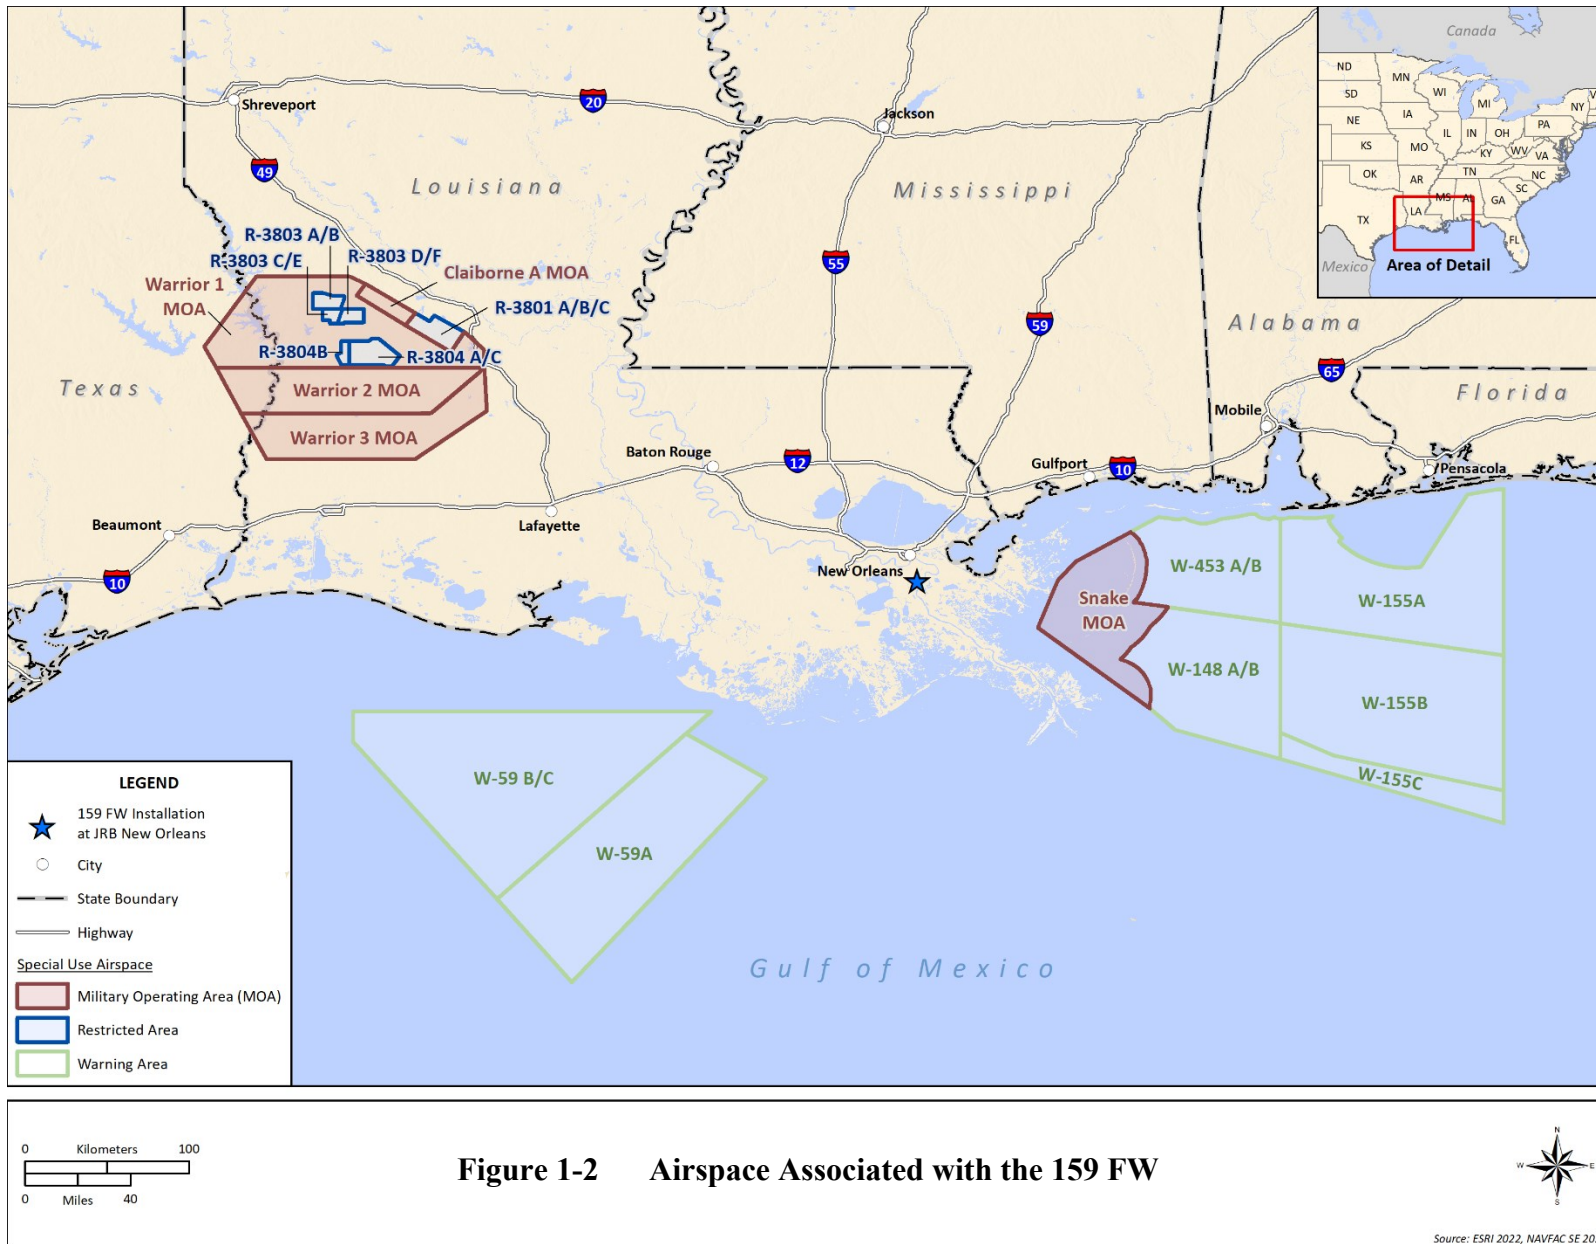 Canada
ND
MN
SD
WI
MI
NY
V
NE
IA
PA
IL
IN
OH
KS
MO
WV
VA
KY
OK
AR
TN
NC
SC
MS
AL
GA
TX
LA
FL
Mexico
Area of Detail
Shreveport
20
Jackson
49
Louisiana
Mississippi
R-3803 A/B
R-3803 C/E
R-3803 D/F
Claiborne A MOA
Warrior 1
MOA
R-3801 A/B/C
55
59
Alabama
R-3804B
R-3804 A/C
65
Texas
Warrior 2 MOA
Florida
Mobile
Warrior 3 MOA
Baton Rouge
12
Gulfport
10
Pensacola
Beaumont
Lafayette
10
New Orleans
W-453 A/B
Snake
MOA
W-155A
W-148 A/B
W-155B
W-59 B/C
W-155C
W-59A
Gulf of Mexico
LEGEND
159 FW Installation
at JRB New Orleans
City
State Boundary
Highway
Special Use Airspace
Military Operating Area (MOA)
Restricted Area
Warning Area
0 Kilometers 100
0 Miles 40
Figure 1-2 Airspace Associated with the 159 FW
N
W
E
S
Source: ESRI 2022, NAVFAC SE 20